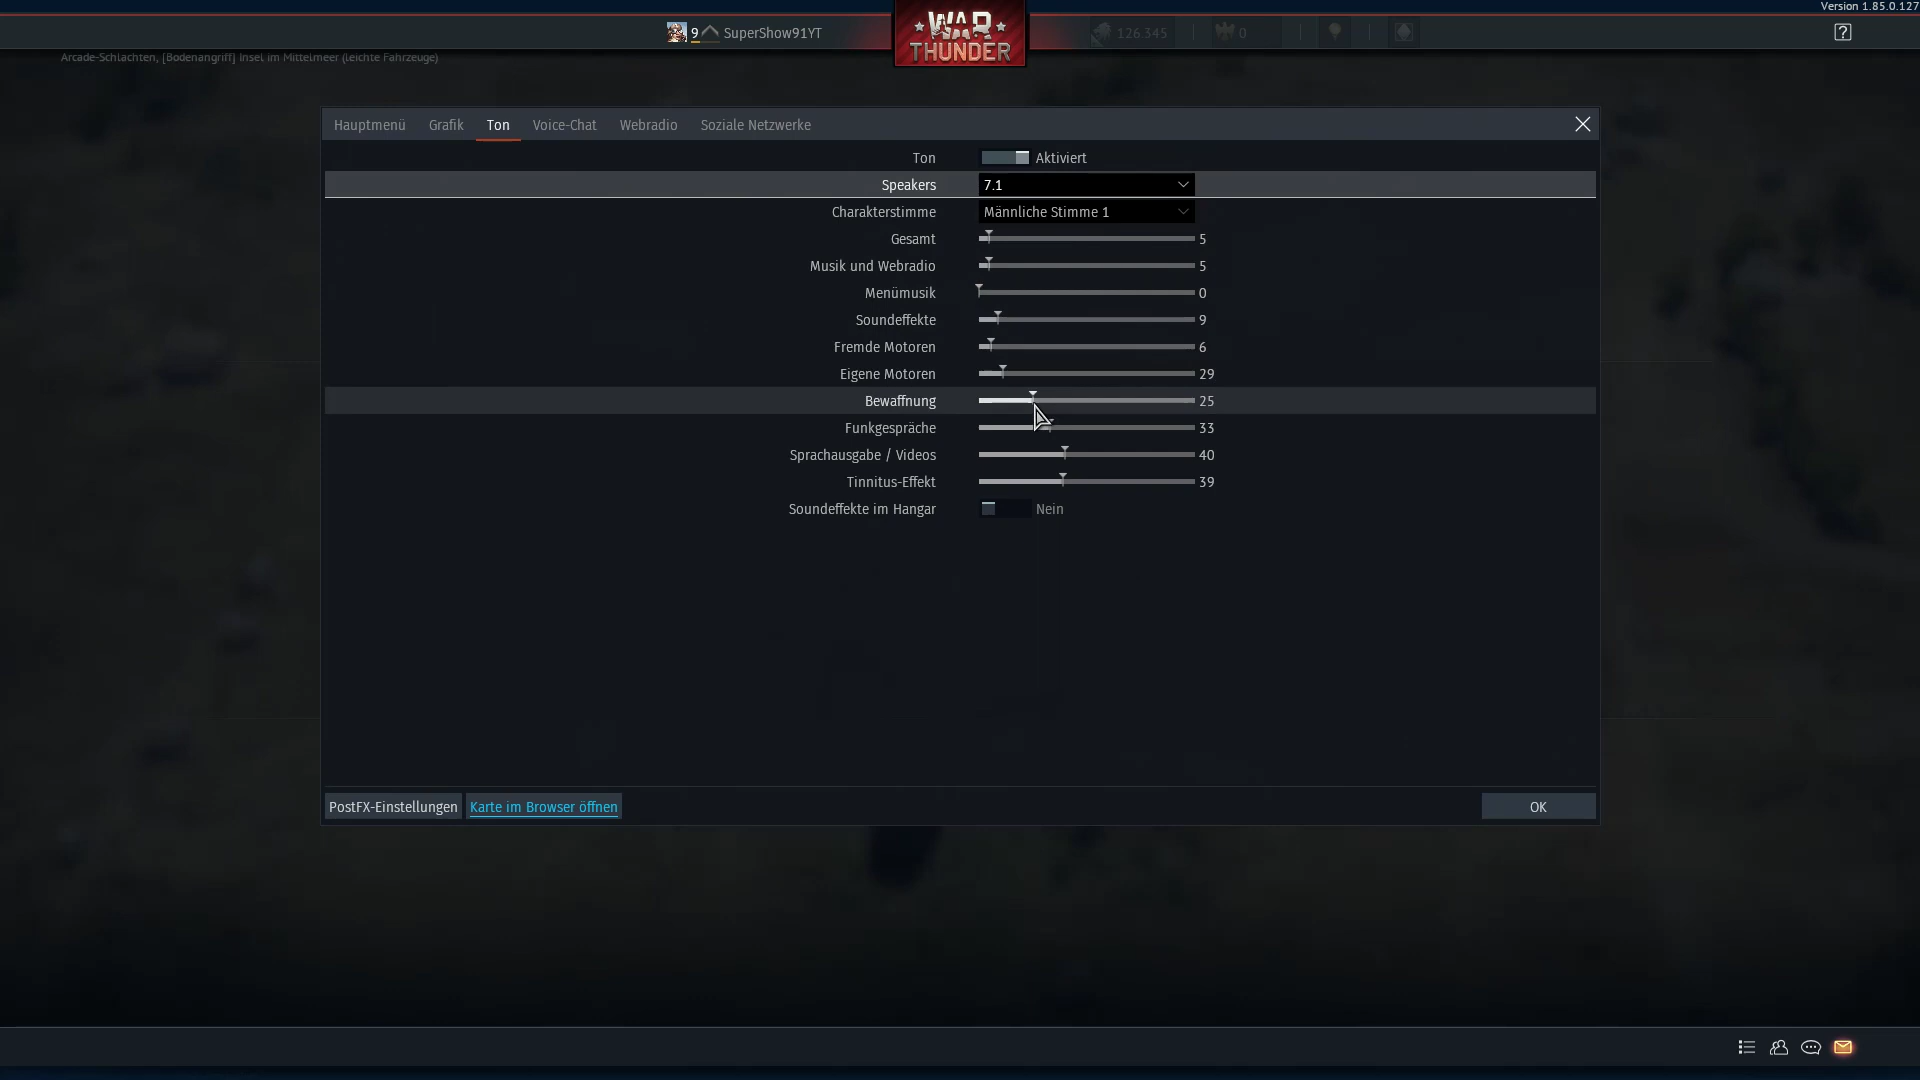 Version 1.85.0.127
9 SuperShow91YT
WAR THUNDER
126.345
0
Arcade-Schlachten, [Bodenangriff] Insel im Mittelmeer (leichte Fahrzeuge)
Hauptmenü Grafik Ton Voice-Chat Webradio Soziale Netzwerke
Ton Aktiviert
Speakers 7.1
Charakterstimme Männliche Stimme 1
Gesamt 5
Musik und Webradio 5
Menümusik 0
Soundeffekte 9
Fremde Motoren 6
Eigene Motoren 29
Bewaffnung 25
Funkgespräche 33
Sprachausgabe / Videos 40
Tinnitus-Effekt 39
Soundeffekte im Hangar Nein
PostFX-Einstellungen Karte im Browser öffnen OK